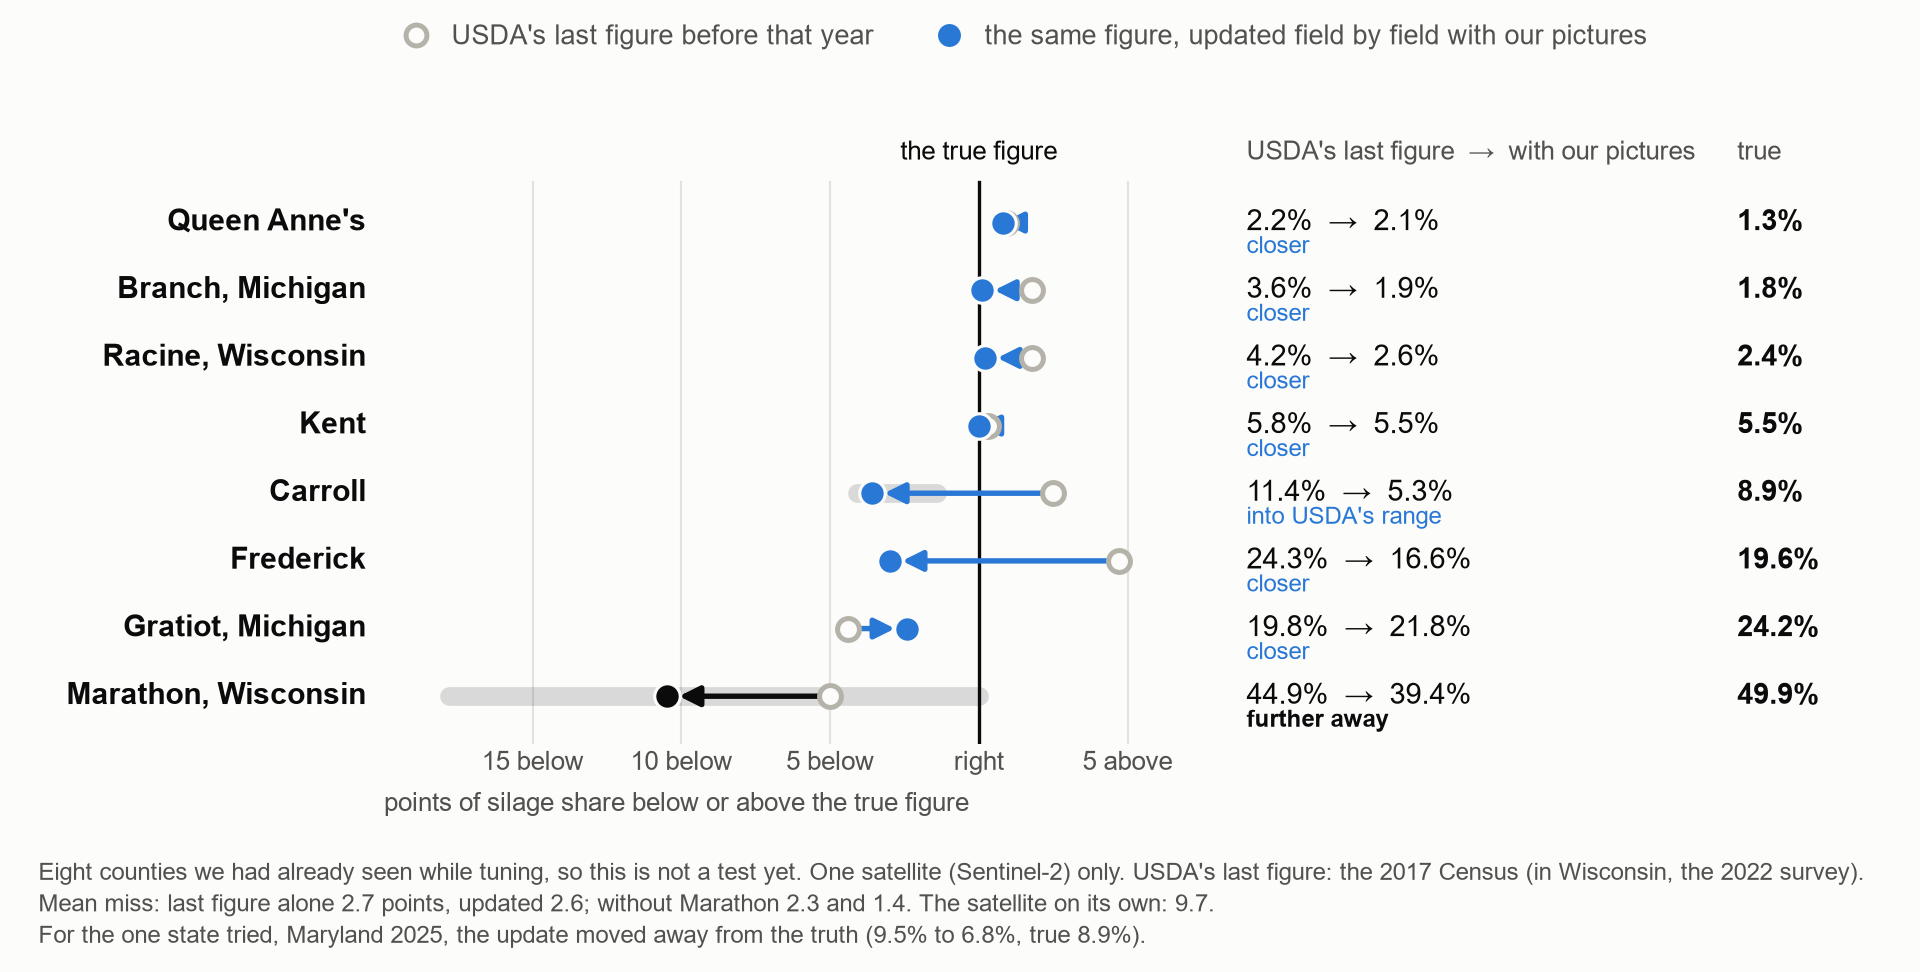 USDA's last figure before that year
the same figure, updated field by field with our pictures
the true figure
USDA's last figure → with our pictures true
Queen Anne's 2.2% → 2.1% 1.3%
closer
Branch, Michigan 3.6% → 1.9% 1.8%
closer
Racine, Wisconsin 4.2% → 2.6% 2.4%
closer
Kent 5.8% → 5.5% 5.5%
closer
Carroll 11.4% → 5.3% 8.9%
into USDA's range
Frederick 24.3% → 16.6% 19.6%
closer
Gratiot, Michigan 19.8% → 21.8% 24.2%
closer
Marathon, Wisconsin 44.9% → 39.4% 49.9%
further away
15 below 10 below 5 below right 5 above
points of silage share below or above the true figure
Eight counties we had already seen while tuning, so this is not a test yet. One satellite (Sentinel-2) only. USDA's last figure: the 2017 Census (in Wisconsin, the 2022 survey).
Mean miss: last figure alone 2.7 points, updated 2.6; without Marathon 2.3 and 1.4. The satellite on its own: 9.7.
For the one state tried, Maryland 2025, the update moved away from the truth (9.5% to 6.8%, true 8.9%).